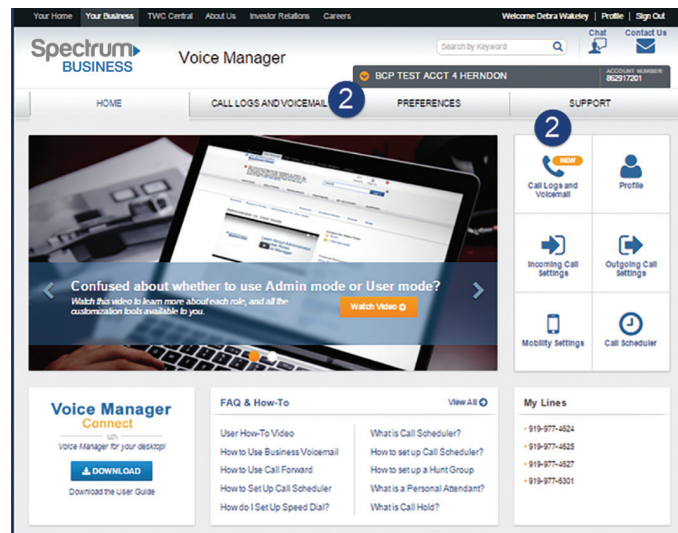 Your Home Your Business TWC Central About Us Investor Relations Careers Welcome Debra Wakeley | Profile | Sign Out
Spectrum
BUSINESS
Voice Manager
Search by Keyword
Chat
Contact Us
BCP TEST ACCT 4 HERNDON
ACCOUNT NUMBER:
862917201
HOME CALL LOGS AND VOICEMAIL 2 PREFERENCES SUPPORT
Confused about whether to use Admin mode or User mode?
Watch this video to learn more about each role, and all the
customization tools available to you.
Watch Video
2
NEW
Call Logs and
Voicemail
Profile
Incoming Call
Settings
Outgoing Call
Settings
Mobility Settings
Call Scheduler
Voice Manager
Connect
Voice Manager for your desktop!
DOWNLOAD
Download the User Guide
FAQ & How-To
View All
User How-To Video
How to Use Business Voicemail
How to Use Call Forward
How to Set Up Call Scheduler
How do I Set Up Speed Dial?
What is Call Scheduler?
How to set up Call Scheduler?
How to set up a Hunt Group
What is a Personal Attendant?
What is Call Hold?
My Lines
919-977-4624
919-977-4625
919-977-4627
919-977-6301